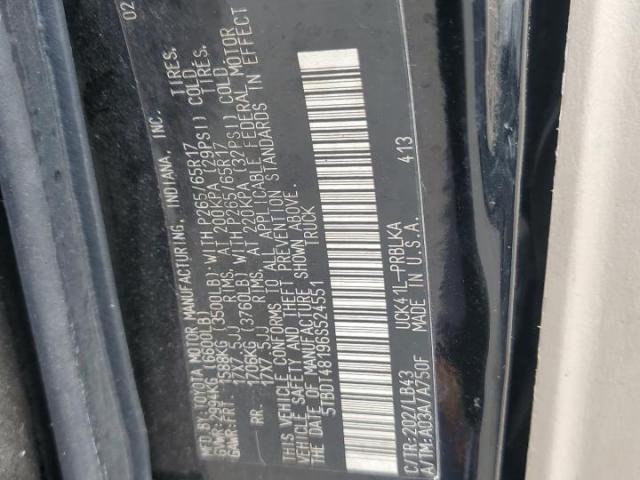 02
MFD.BY:TOYOTA MOTOR MANUFACTURING, INDIANA, INC.
GVWR:2994KG(6600LB)
GAWR:FRT. 1588KG (3500LB) WITH P265/65R17 TIRES.
17X7.5JJ RIMS, AT 200KPA (29PSI) COLD.
RR. 1706KG (3760LB) WITH P265/65R17 TIRES.
17X7.5JJ RIMS, AT 220KPA (32PSI) COLD.
THIS VEHICLE CONFORMS TO ALL APPLICABLE FEDERAL MOTOR
VEHICLE SAFETY AND THEFT PREVENTION STANDARDS IN EFFECT
ON THE DATE OF MANUFACTURE SHOWN ABOVE.
5TBDT48196S524551 TRUCK
UCK41L-PRBLKA
C/TR:202/LB43 MADE IN U.S.A. 413
A/TM:A03A/A750F